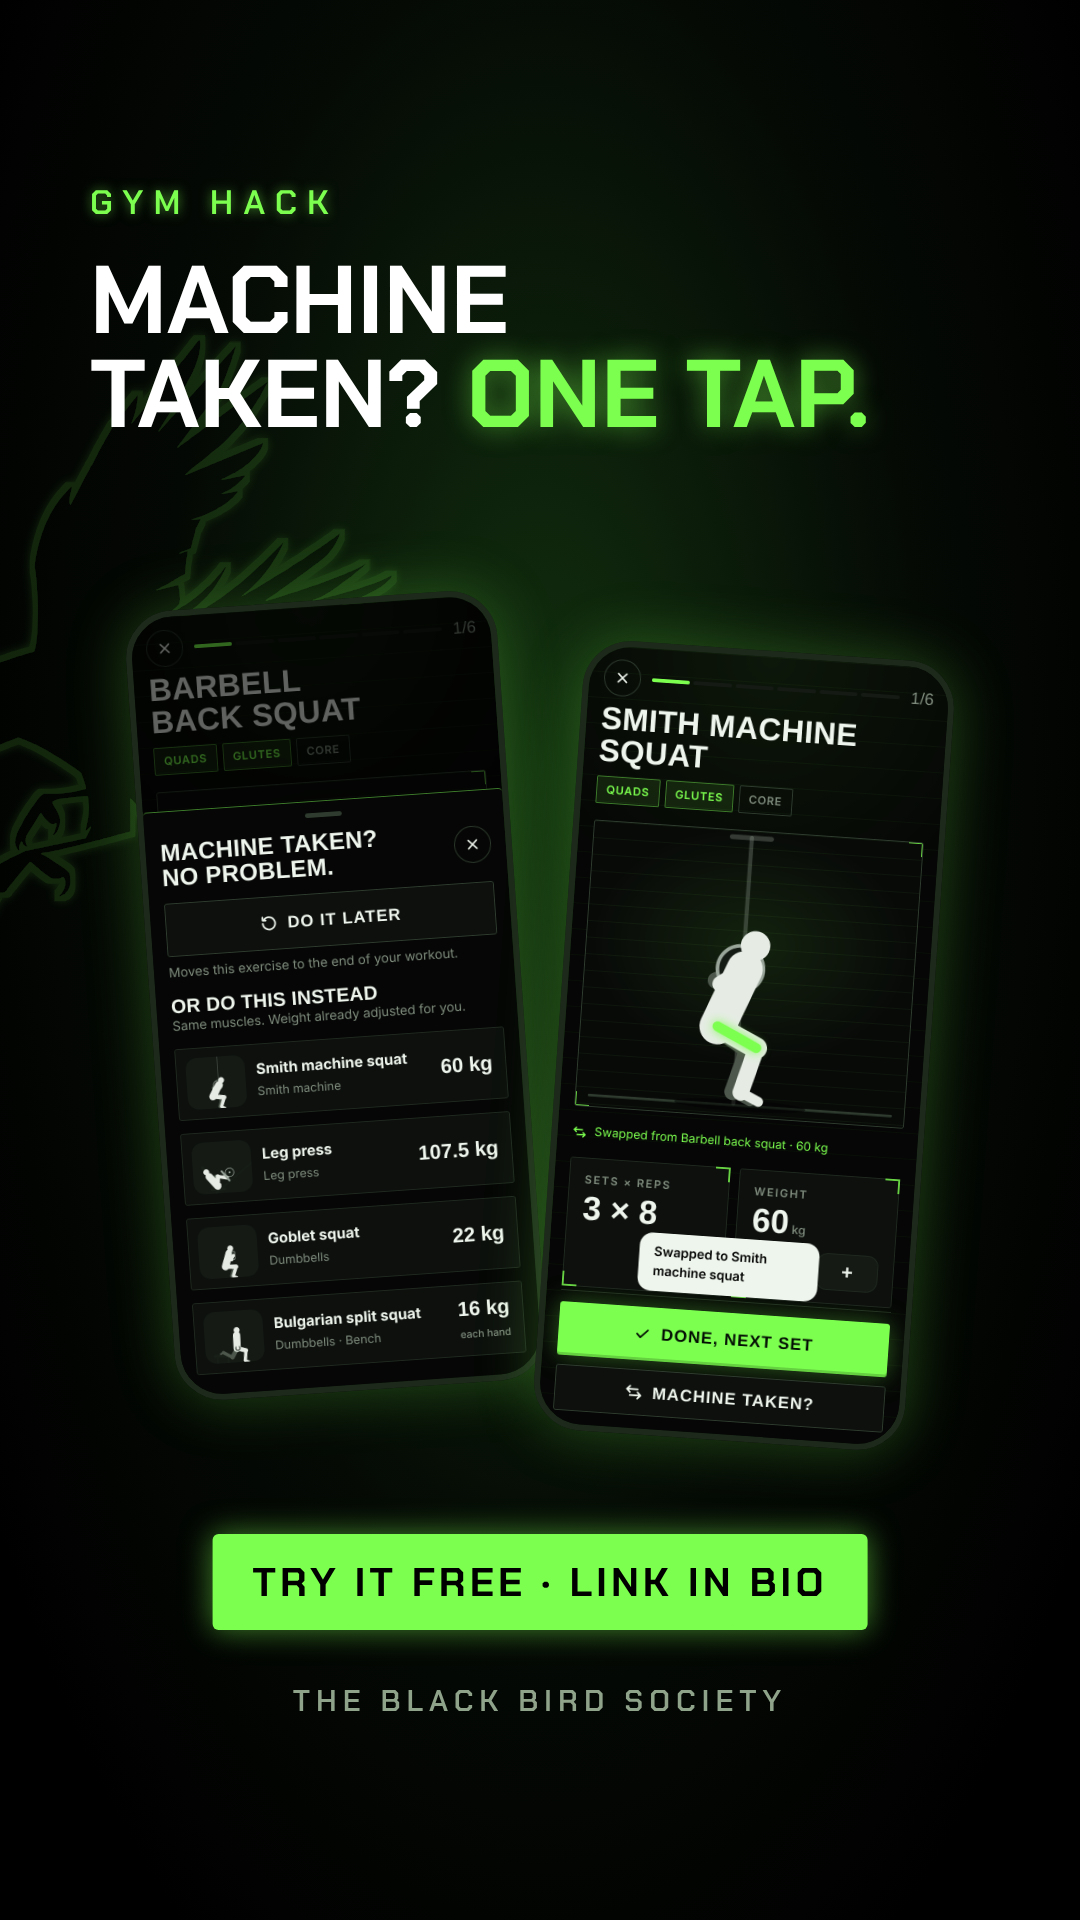 GYM HACK
MACHINE
TAKEN? ONE TAP.
1/6
BARBELL
BACK SQUAT
QUADS GLUTES CORE
MACHINE TAKEN?
NO PROBLEM.
DO IT LATER
Moves this exercise to the end of your workout.
OR DO THIS INSTEAD
Same muscles. Weight already adjusted for you.
Smith machine squat 60 kg
Smith machine
Leg press 107.5 kg
Leg press
Goblet squat 22 kg
Dumbbells
Bulgarian split squat 16 kg
Dumbbells · Bench each hand
1/6
SMITH MACHINE
SQUAT
QUADS GLUTES CORE
Swapped from Barbell back squat · 60 kg
SETS × REPS WEIGHT
3 × 8 60 kg
Swapped to Smith
machine squat
+
DONE, NEXT SET
MACHINE TAKEN?
TRY IT FREE · LINK IN BIO
THE BLACK BIRD SOCIETY